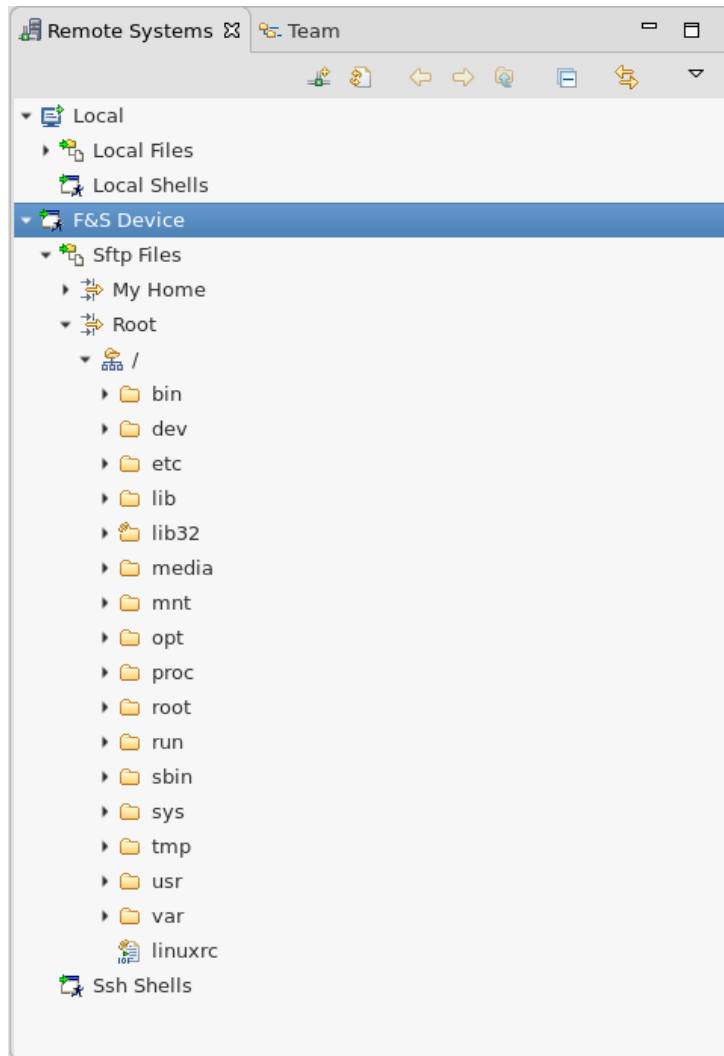 Remote Systems Team
Local
Local Files
Local Shells
F&S Device
Sftp Files
My Home
Root
/
bin
dev
etc
lib
lib32
media
mnt
opt
proc
root
run
sbin
sys
tmp
usr
var
linuxrc
Ssh Shells